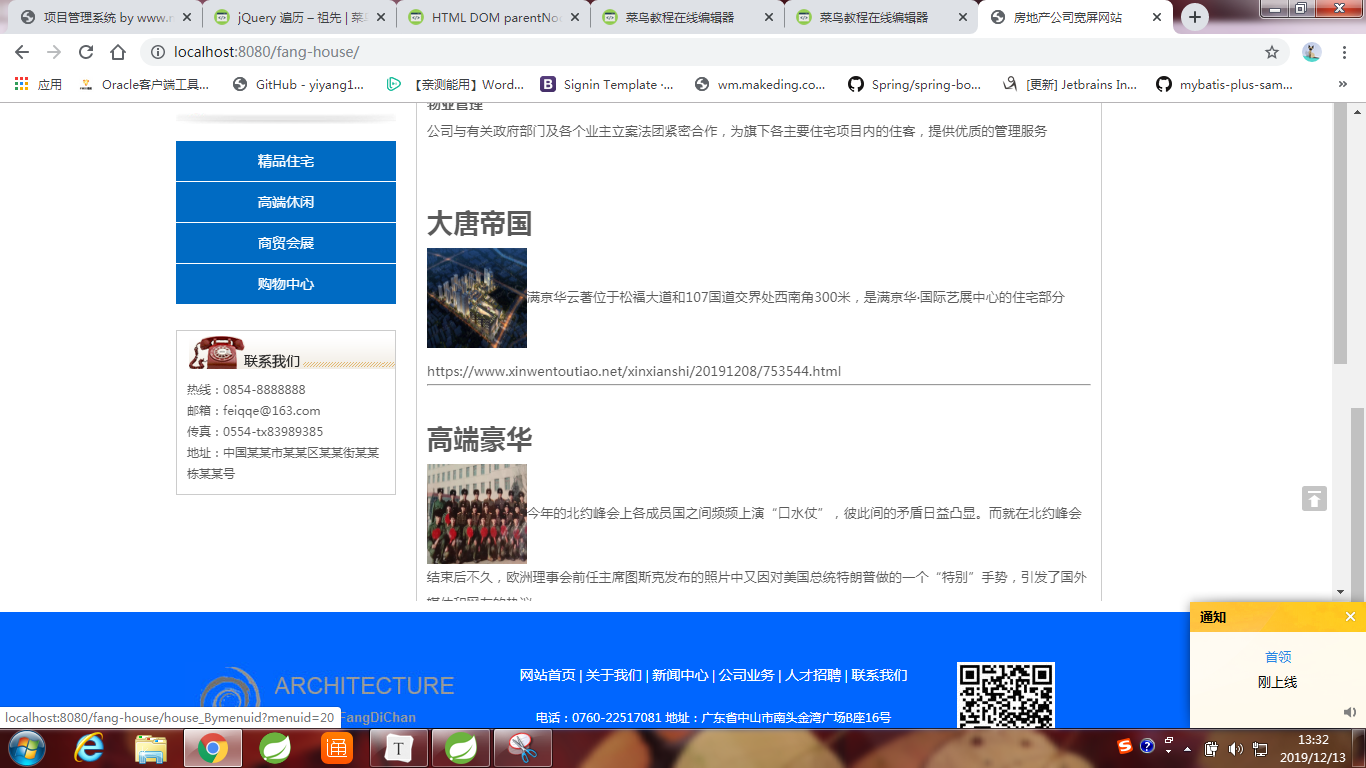 项目管理系统 by www.m
jQuery 遍历 – 祖先 | 菜鸟
HTML DOM parentNod
菜鸟教程在线编辑器
菜鸟教程在线编辑器
房地产公司宽屏网站
localhost:8080/fang-house/
应用
Oracle客户端工具...
GitHub - yiyang1...
【亲测能用】Word...
Signin Template ·...
wm.makeding.co...
Spring/spring-bo...
[更新] Jetbrains In...
mybatis-plus-sam...
»
精品住宅
高端休闲
商贸会展
购物中心
联系我们
热线：0854-8888888
邮箱：feiqqe@163.com
传真：0554-tx83989385
地址：中国某某市某某区某某街某某
栋某某号
物业管理
公司与有关政府部门及各个业主立案法团紧密合作，为旗下各主要住宅项目内的住客，提供优质的管理服务
大唐帝国
满京华云著位于松福大道和107国道交界处西南角300米，是满京华·国际艺展中心的住宅部分
https://www.xinwentoutiao.net/xinxianshi/20191208/753544.html
高端豪华
今年的北约峰会上各成员国之间频频上演“口水仗”，彼此间的矛盾日益凸显。而就在北约峰会
结束后不久，欧洲理事会前任主席图斯克发布的照片中又因对美国总统特朗普做的一个“特别”手势，引发了国外
媒体和网友的热议
ARCHITECTURE
FangDiChan
网站首页 | 关于我们 | 新闻中心 | 公司业务 | 人才招聘 | 联系我们
电话：0760-22517081 地址：广东省中山市南头金湾广场B座16号
通知
首领
刚上线
localhost:8080/fang-house/house_Bymenuid?menuid=20
通
T
13:32
2019/12/13